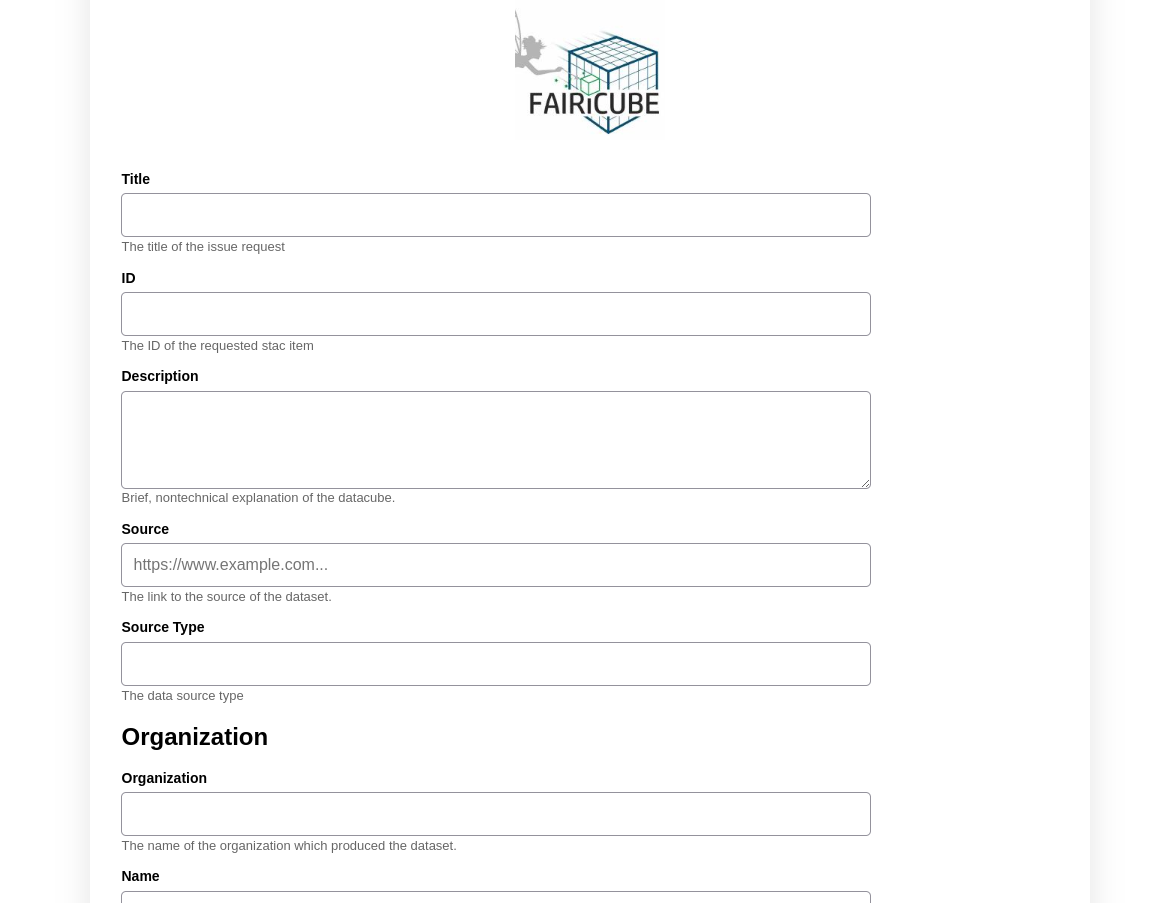 FAIRiCUBE
Title
The title of the issue request
ID
The ID of the requested stac item
Description
Brief, nontechnical explanation of the datacube.
Source
https://www.example.com...
The link to the source of the dataset.
Source Type
The data source type
Organization
Organization
The name of the organization which produced the dataset.
Name